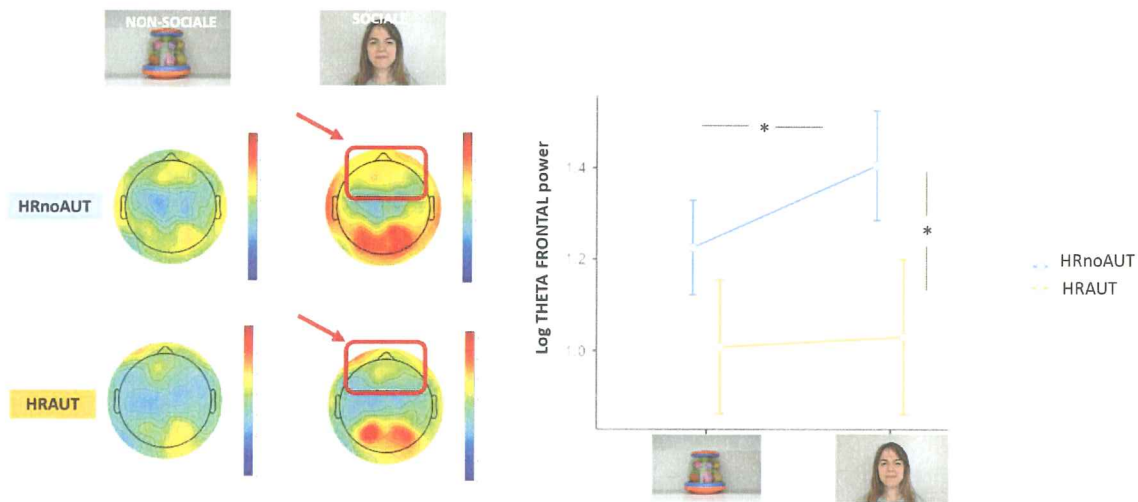 NON-SOCIALE
SOCIALE
HRnoAUT
HRAUT
Log THETA FRONTAL power
1.4
1.2
1.0
*
*
HRnoAUT
HRAUT